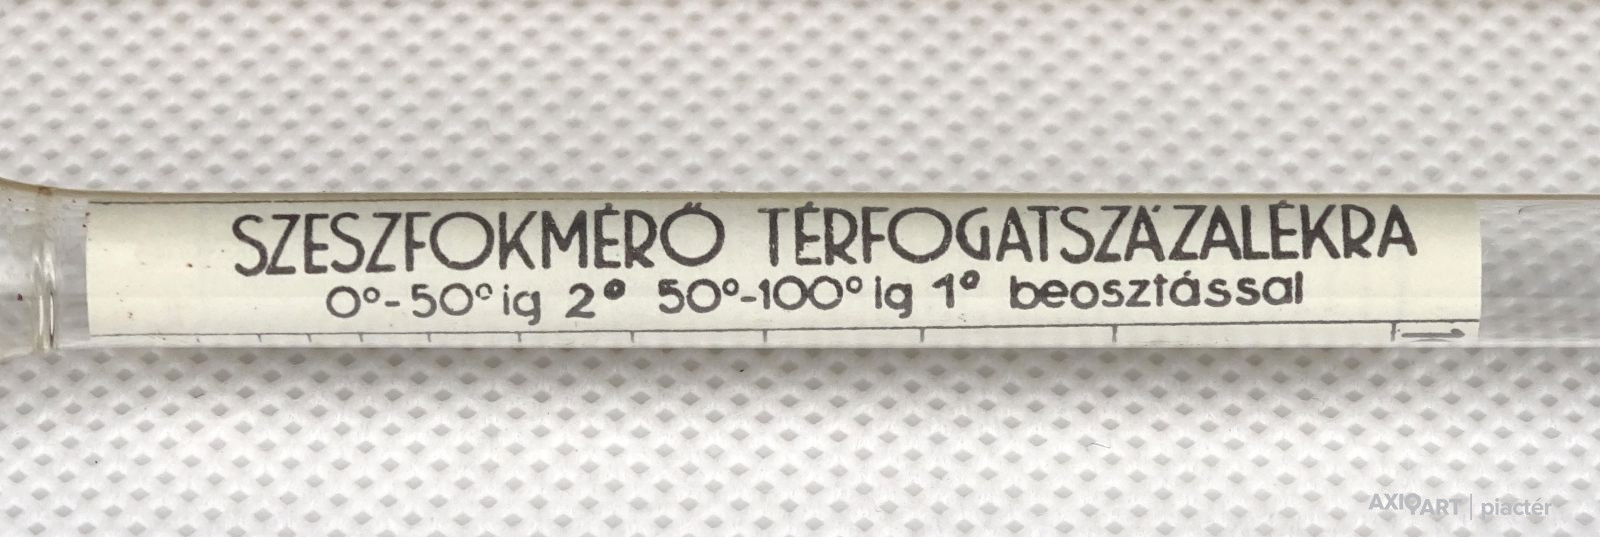 SZESZFOKMÉRŐ TÉRFOGATSZÁZALÉKRA
0°-50° ig 2° 50°-100° ig 1° beosztással
AXIOART | piactér